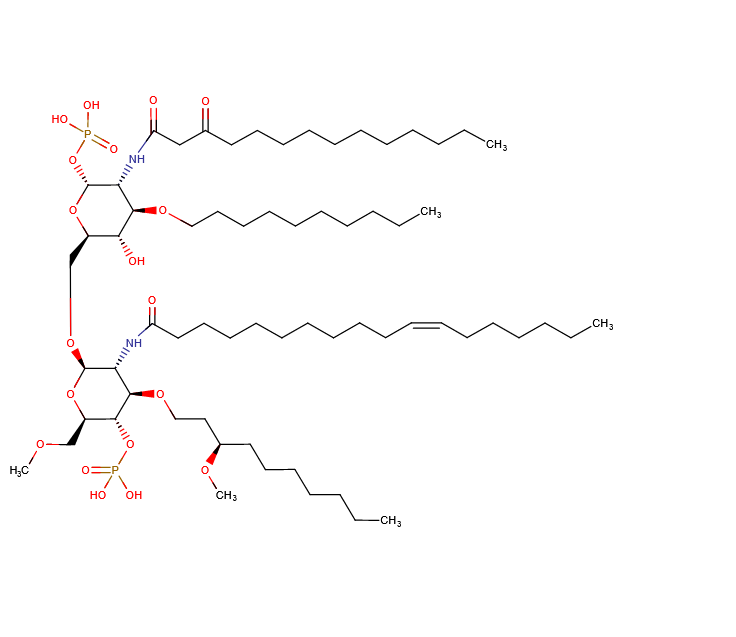 O O
OH
HO
P
O
O NH CH₃
O O CH₃
OH
O
O NH CH₃
O O
O O
H₃C O P O
HO OH CH₃
CH₃